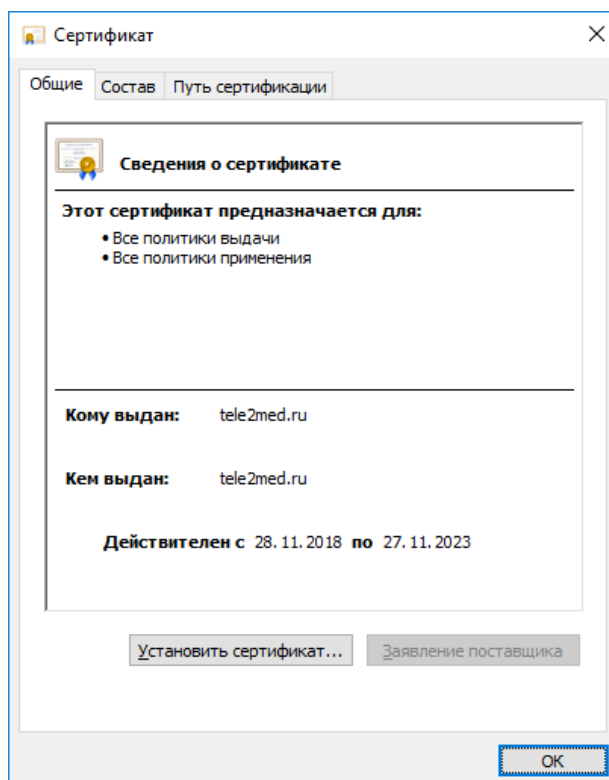 Сертификат
Общие Состав Путь сертификации
Сведения о сертификате
Этот сертификат предназначается для:
• Все политики выдачи
• Все политики применения
Кому выдан: tele2med.ru
Кем выдан: tele2med.ru
Действителен с 28.11.2018 по 27.11.2023
Установить сертификат... Заявление поставщика
ОК